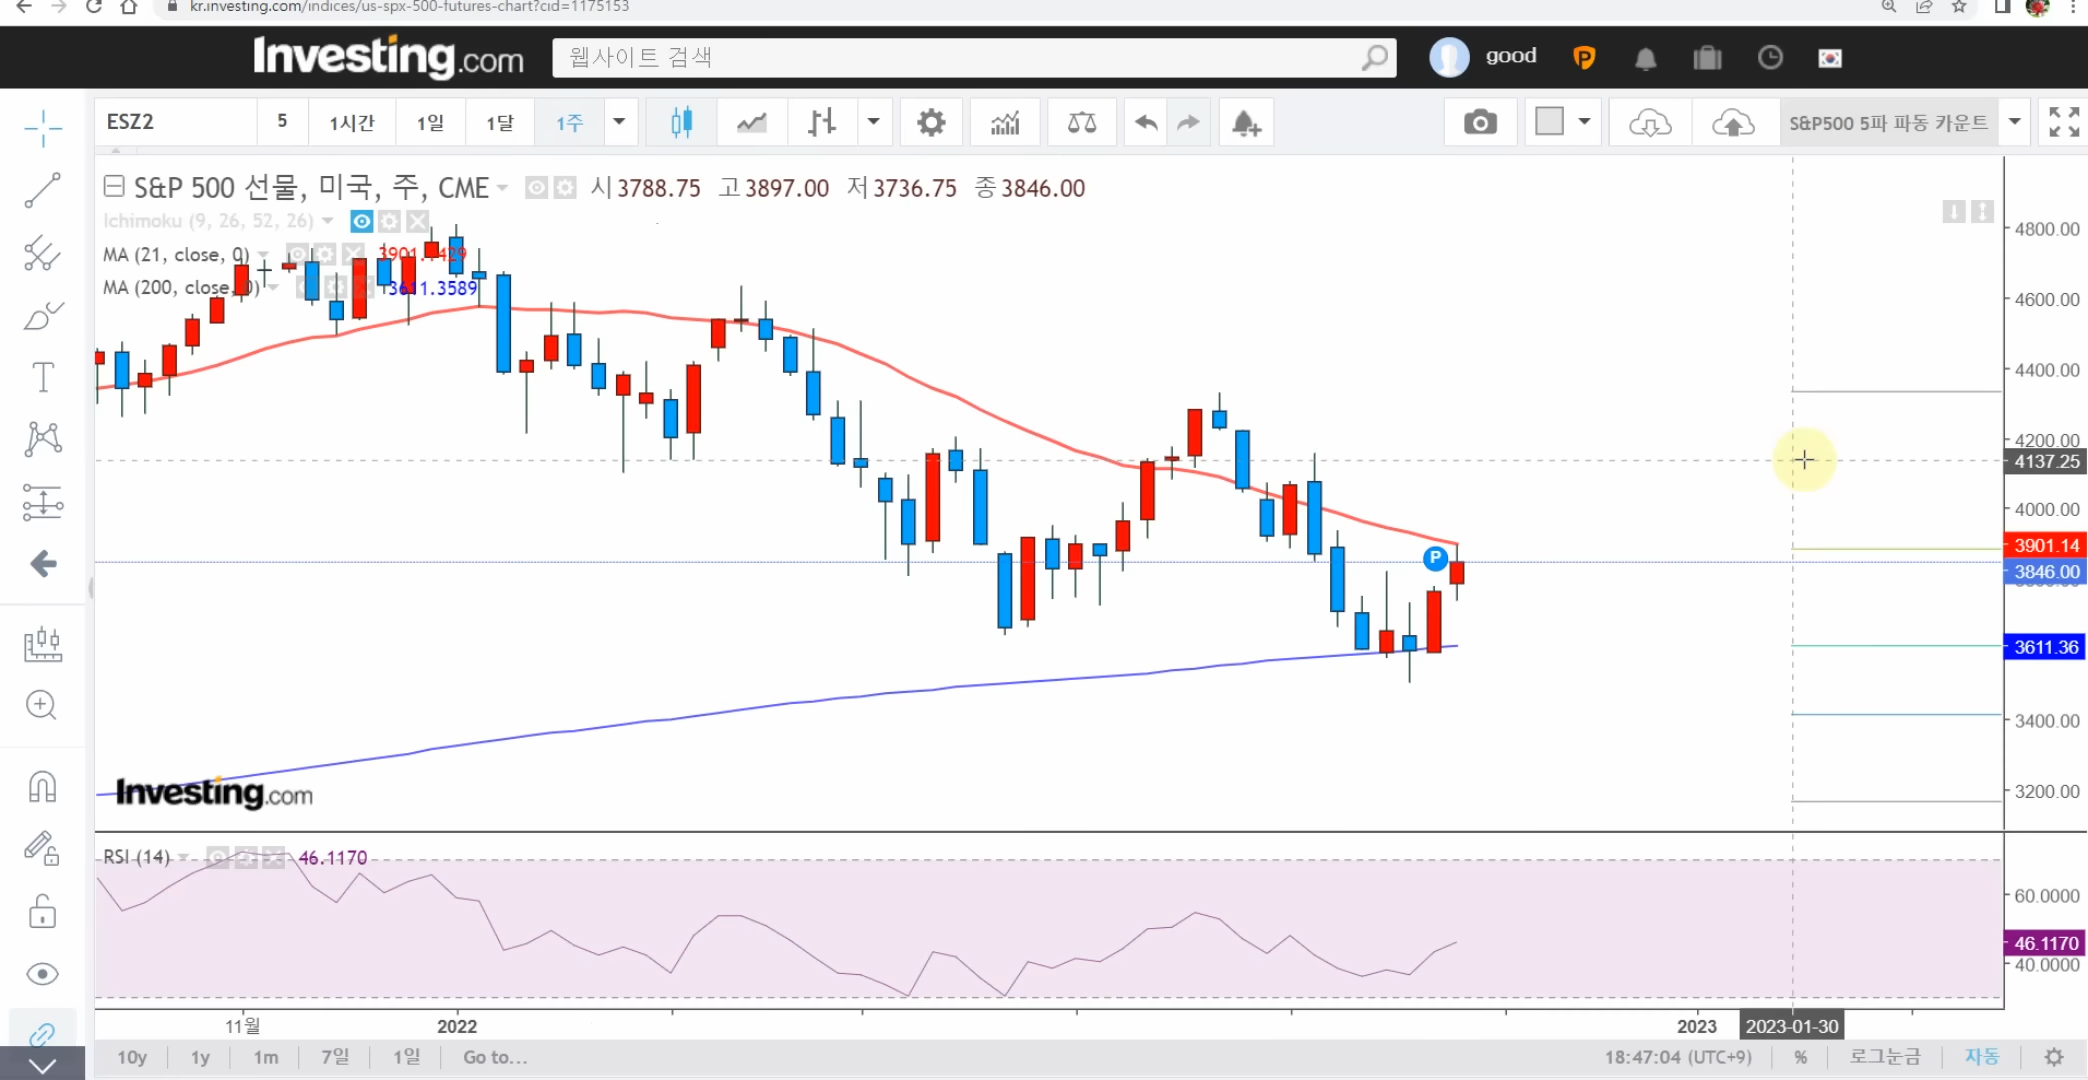 kr.investing.com/indices/us-spx-500-futures-chart?cid=1175153
Investing.com
웹사이트 검색
good
ESZ2
5
1시간
1일
1달
1주
S&P500 5파 파동 카운트
S&P 500 선물, 미국, 주, CME 시 3788.75 고 3897.00 저 3736.75 종 3846.00
Ichimoku (9, 26, 52, 26)
MA (21, close, 0)
MA (200, close, 0) 3611.3589
4800.00
4600.00
4400.00
4200.00
4137.25
4000.00
3901.14
3846.00
3611.36
3400.00
3200.00
P
Investing.com
RSI (14) 46.1170
60.0000
46.1170
40.0000
11월
2022
2023
2023-01-30
10y
1y
1m
7일
1일
Go to...
18:47:04 (UTC+9)
%
로그눈금
자동